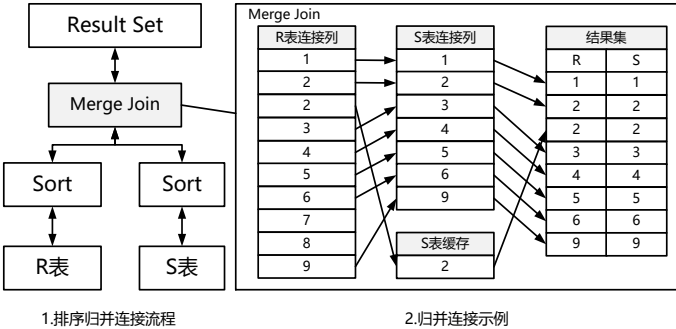 Result Set
Merge Join
Sort
Sort
R表
S表
1.排序归并连接流程
Merge Join
R表连接列
1
2
2
3
4
5
6
7
8
9
S表连接列
1
2
3
4
5
6
9
S表缓存
2
结果集
R S
1 1
2 2
2 2
3 3
4 4
5 5
6 6
9 9
2.归并连接示例